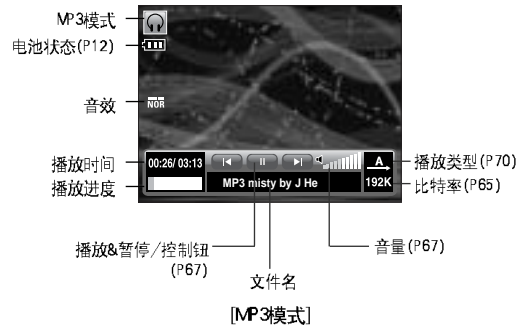 MP3模式
电池状态(P12)
音效
NOR
播放时间
00:26/ 03:13
A
播放类型(P70)
播放进度
MP3 misty by J He
192K
比特率(P65)
播放&暂停/控制钮
(P67)
音量(P67)
文件名
[MP3模式]